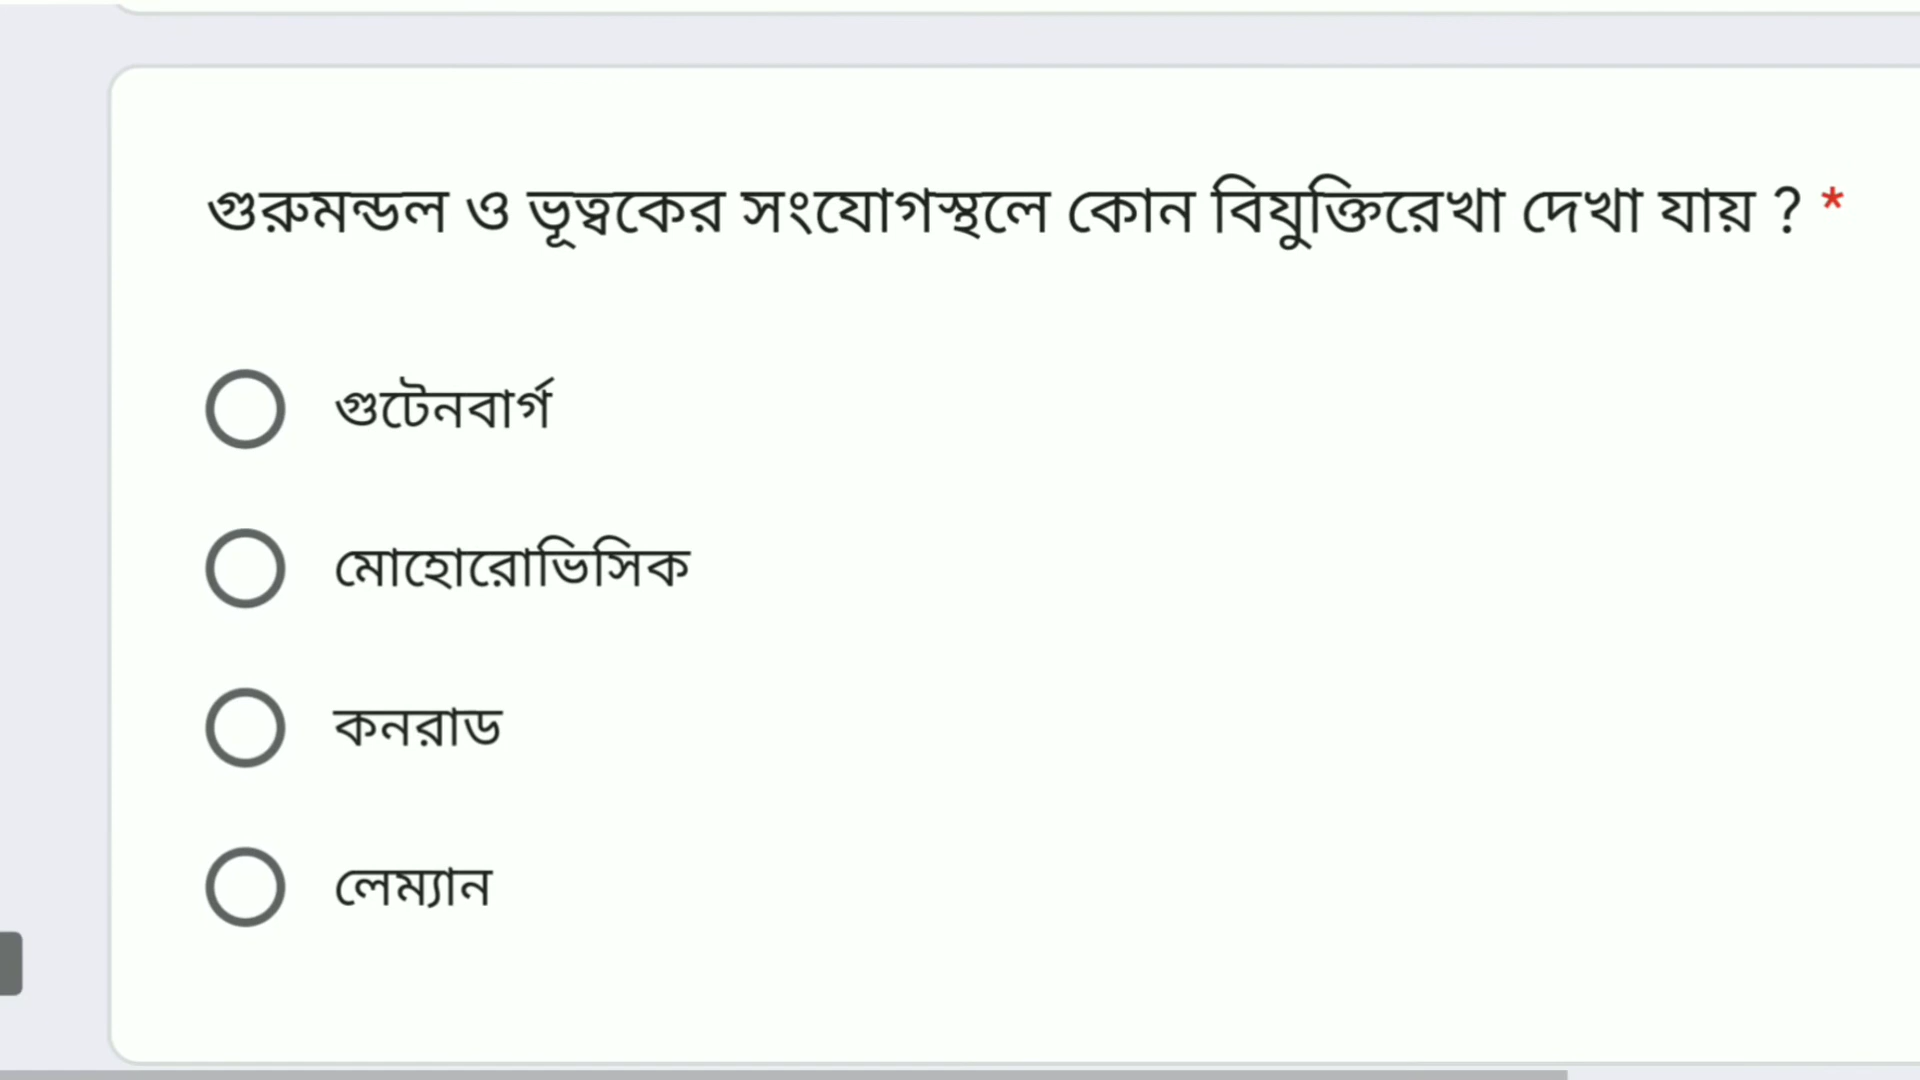 গুরুমন্ডল ও ভূত্বকের সংযোগস্থলে কোন বিযুক্তিরেখা দেখা যায় ? *
গুটেনবার্গ
মোহোরোভিসিক
কনরাড
লেম্যান